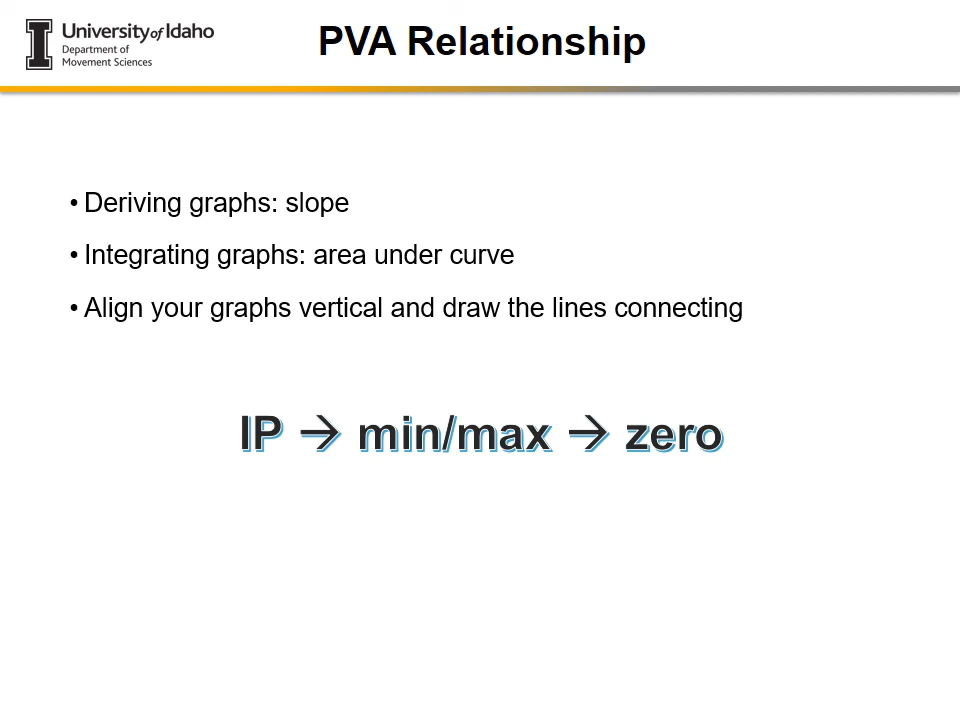 University of Idaho
Department of
Movement Sciences
PVA Relationship
• Deriving graphs: slope
• Integrating graphs: area under curve
• Align your graphs vertical and draw the lines connecting
IP → min/max → zero